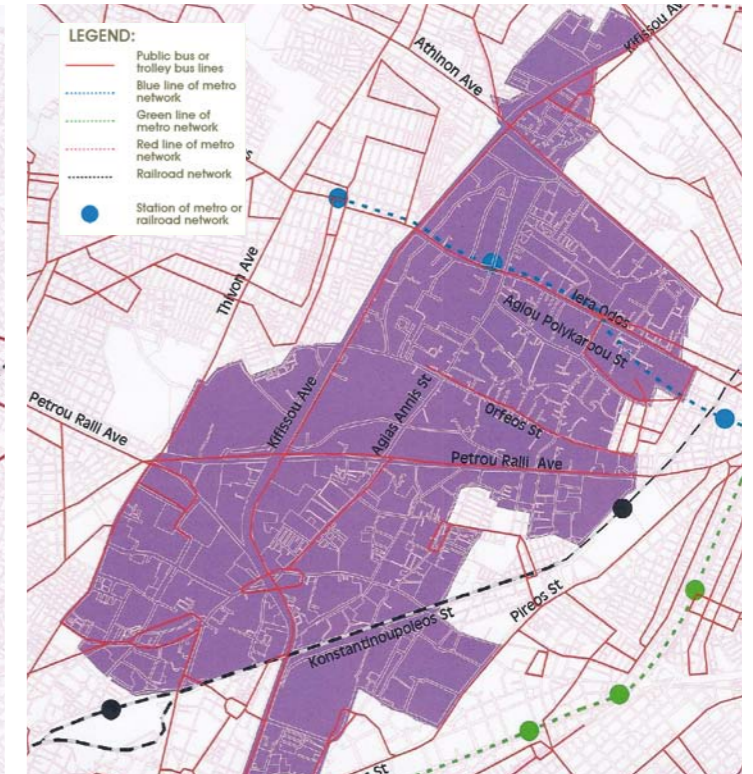 LEGEND:
Public bus or
trolley bus lines
Blue line of metro
network
Green line of
metro network
Red line of metro
network
Railroad network
Station of metro or
railroad network
Kifissou Av
Athinon Ave
Thivon Ave
Iera Odos
Agiou Polykarpou St
Petrou Ralli Ave
Kifissou Ave
Agias Annis St
Orfeos St
Petrou Ralli Ave
Pireos St
Konstantinoupoleos St
St